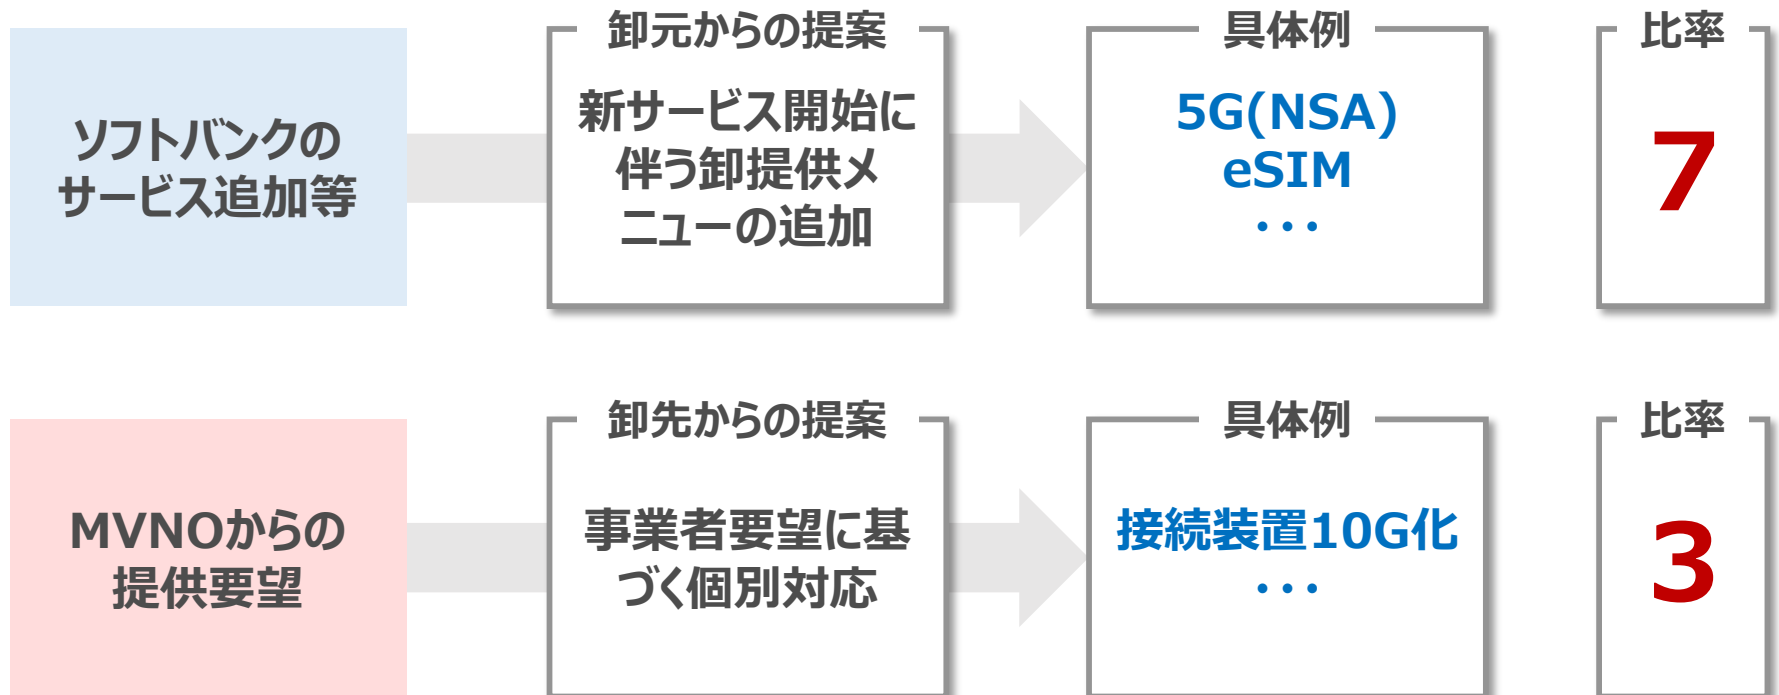 ソフトバンクの
サービス追加等
卸元からの提案
新サービス開始に
伴う卸提供メ
ニューの追加
具体例
5G(NSA)
eSIM
・・・
比率
7
MVNOからの
提供要望
卸先からの提案
事業者要望に基
づく個別対応
具体例
接続装置10G化
・・・
比率
3